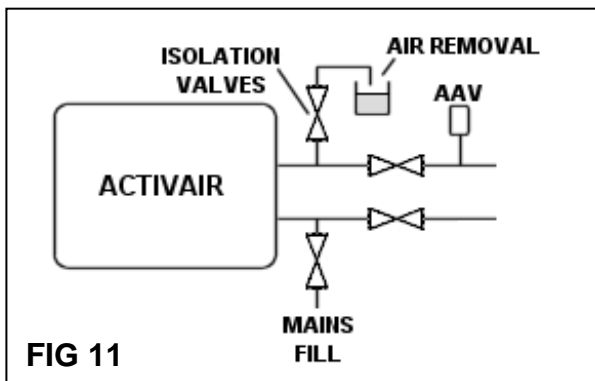 ISOLATION
VALVES
AIR REMOVAL
AAV
ACTIVAIR
MAINS
FILL
FIG 11